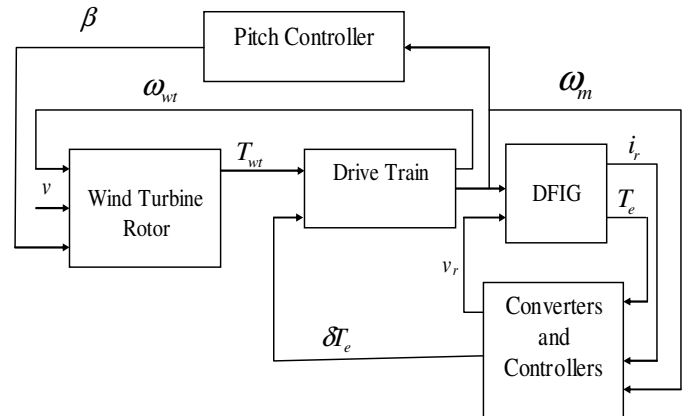 β
Pitch Controller
ω_wt
ω_m
T_wt
i_r
Drive Train
v
Wind Turbine
Rotor
DFIG
T_e
v_r
Converters
and
Controllers
δT_e